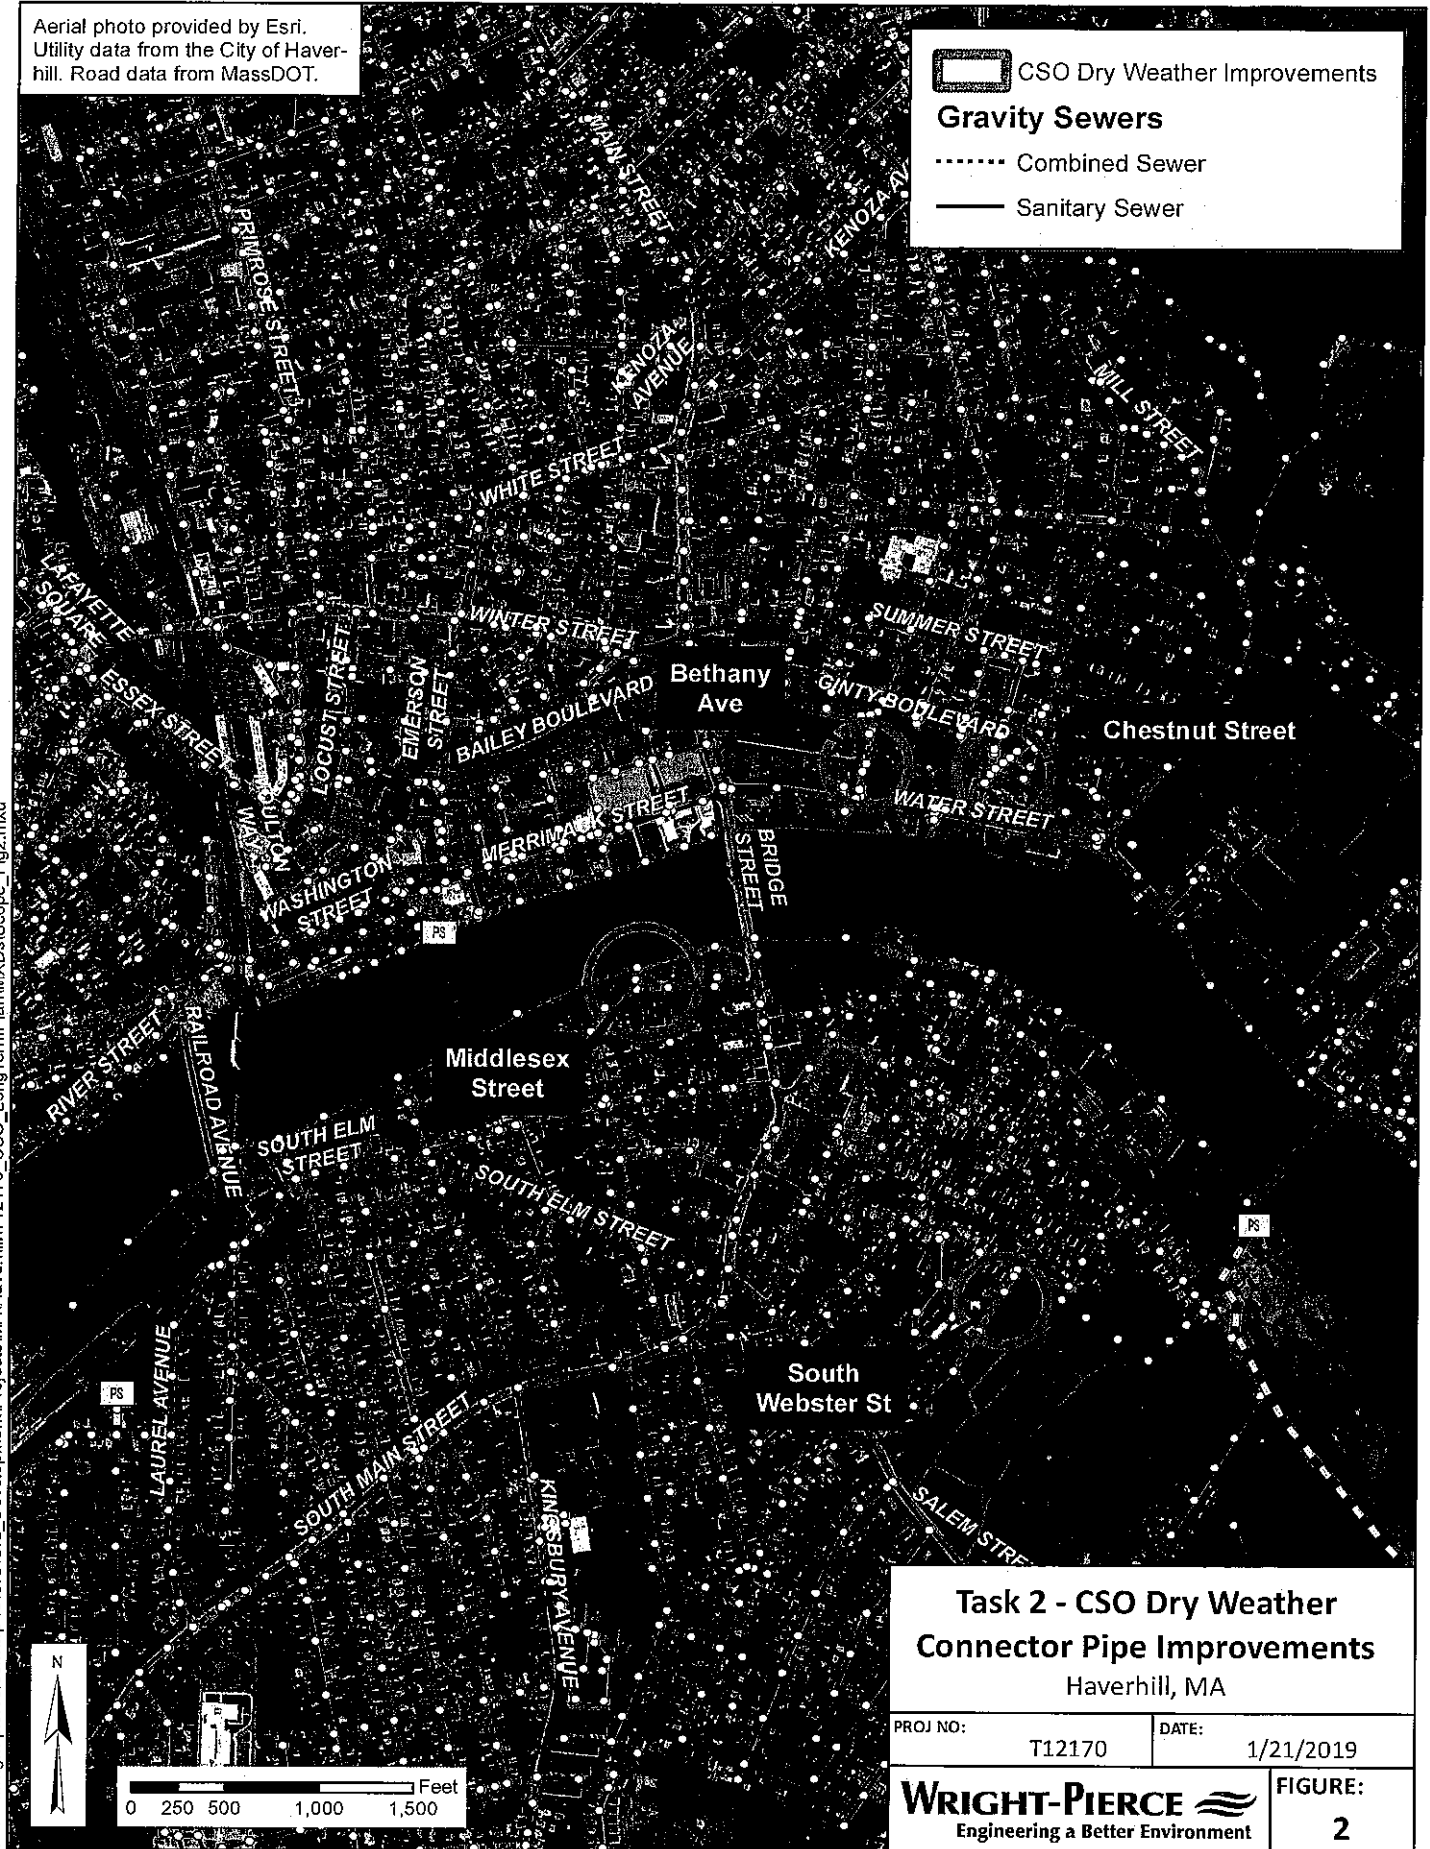 Aerial photo provided by Esri.
Utility data from the City of Haver-
hill. Road data from MassDOT.
CSO Dry Weather Improvements
Gravity Sewers
Combined Sewer
Sanitary Sewer
MAIN STREET
KENOZA AV
PRIMROSE STREET
KENOZA
AVENUE
MILL STREET
WHITE STREET
LAFAYETTE
SQUARE
WINTER STREET
SUMMER STREET
ESSEX STREET
LOCUST STREET
EMERSON
STREET
BAILEY BOULEVARD
Bethany
Ave
GINTY BOULEVARD
Chestnut Street
MOULTON
WAY
WASHINGTON
STREET
MERRIMACK STREET
WATER STREET
BRIDGE
STREET
PS
RIVER STREET
RAILROAD AVENUE
Middlesex
Street
SOUTH ELM
STREET
SOUTH ELM STREET
PS
PS
LAUREL AVENUE
South
Webster St
SOUTH MAIN STREET
KINGSBURY AVENUE
SALEM STREE
N
0 250 500 1,000 1,500
Feet
Task 2 - CSO Dry Weather
Connector Pipe Improvements
Haverhill, MA
PROJ NO:
T12170
DATE:
1/21/2019
WRIGHT-PIERCE
Engineering a Better Environment
FIGURE:
2